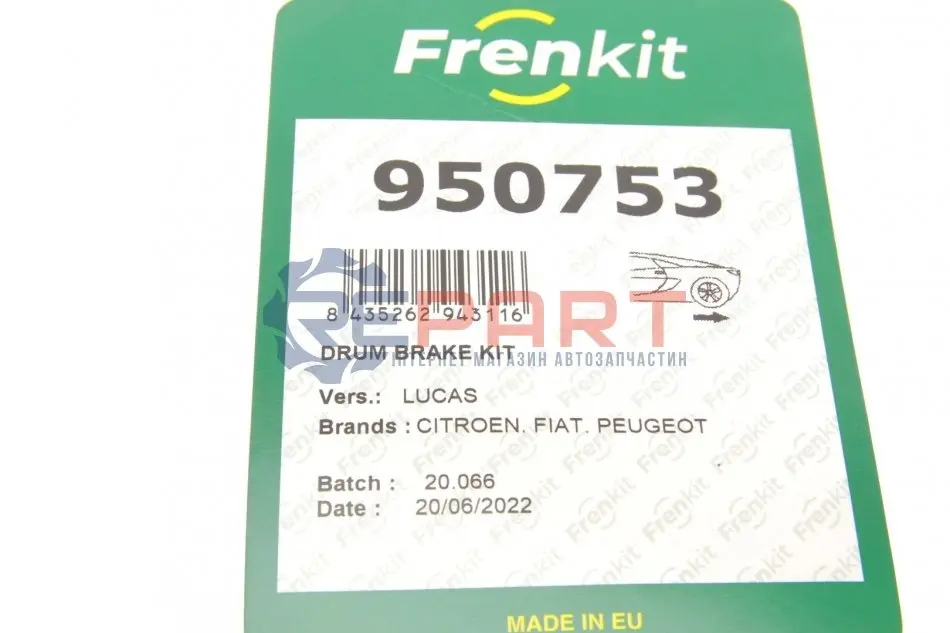 Frenkit
950753
8 435262 943116
REPART
ІНТЕРНЕТ МАГАЗИН АВТОЗАПЧАСТИН
DRUM BRAKE KIT
Vers.: LUCAS
Brands : CITROEN. FIAT. PEUGEOT
Batch : 20.066
Date : 20/06/2022
MADE IN EU